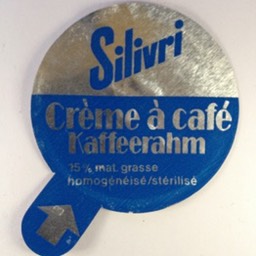 Silivri
Crème à café
Kaffeerahm
15% mat. grasse
homogénéisé/stérilisé